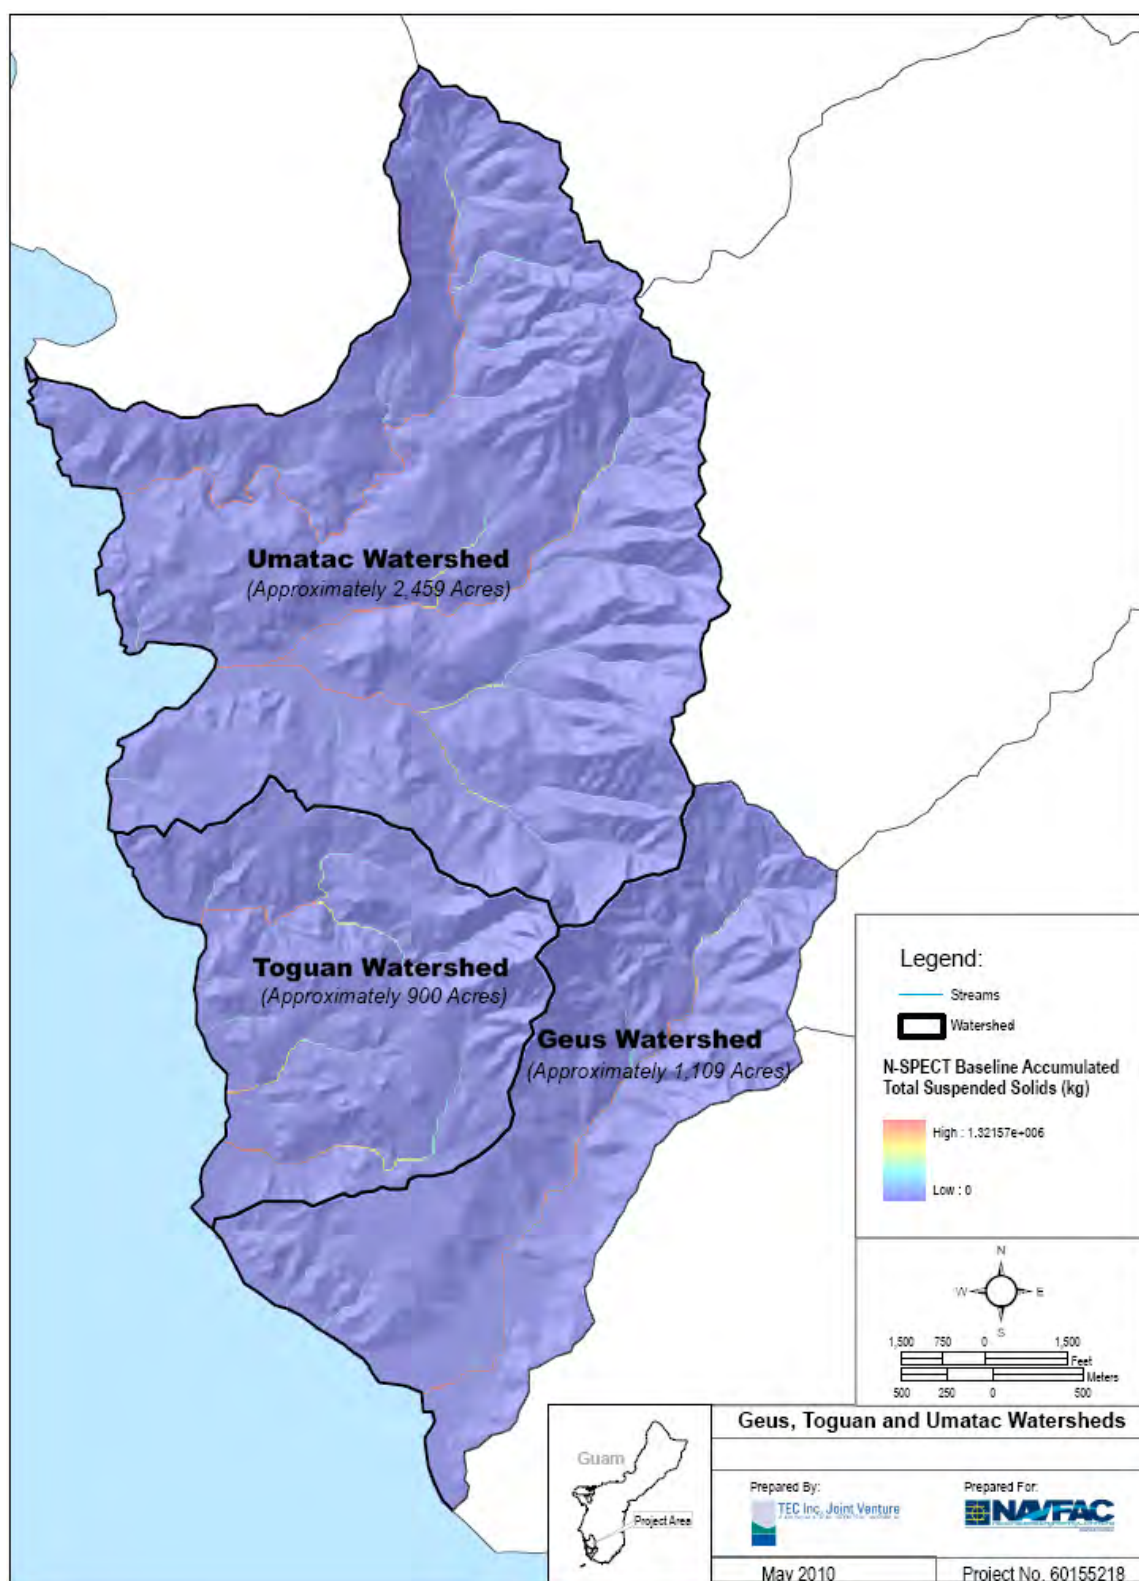 Umatac Watershed
(Approximately 2,459 Acres)
Toguan Watershed
(Approximately 900 Acres)
Geus Watershed
(Approximately 1,109 Acres)
Legend:
Streams
Watershed
N-SPECT Baseline Accumulated
Total Suspended Solids (kg)
High : 1.32157e+006
Low : 0
N
W E
S
1,500 750 0 1,500
Feet
Meters
500 250 0 500
Geus, Toguan and Umatac Watersheds
Guam
Project Area
Prepared By:
TEC Inc. Joint Venture
Prepared For:
NAVFAC
May 2010
Project No. 60155218